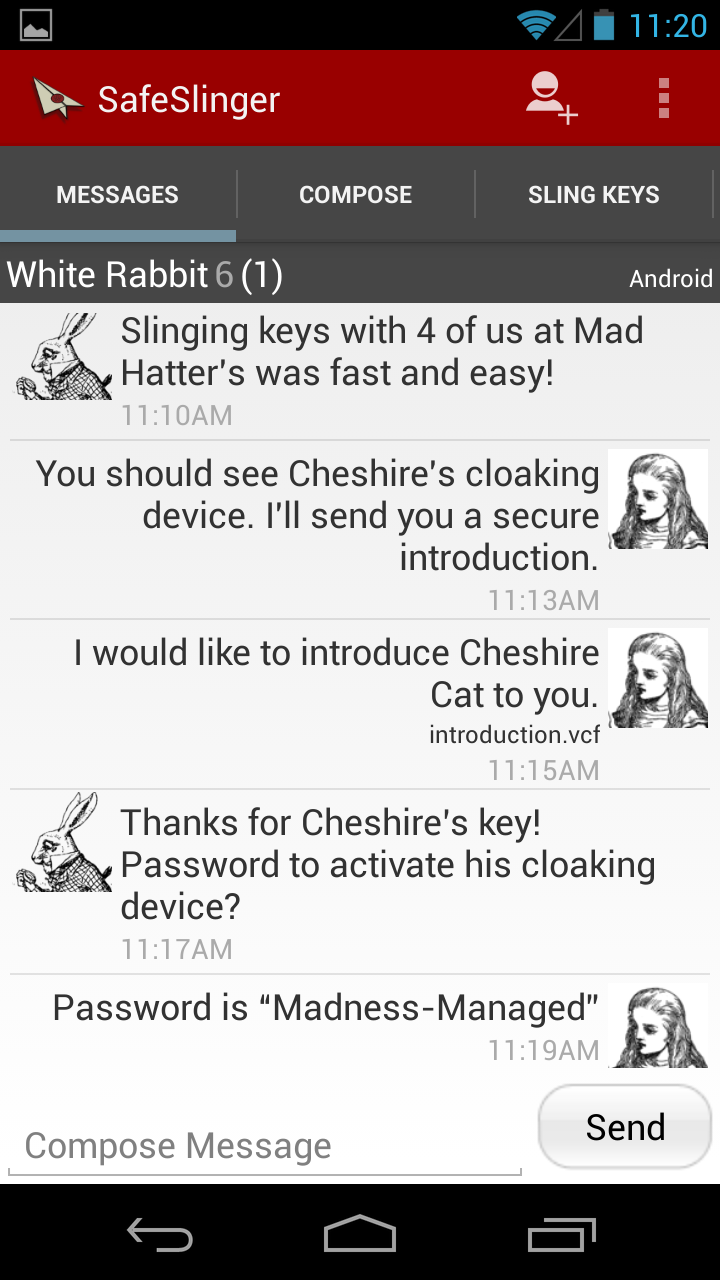 11:20
SafeSlinger
MESSAGES
COMPOSE
SLING KEYS
White Rabbit 6 (1)
Android
Slinging keys with 4 of us at Mad
Hatter's was fast and easy!
11:10AM
You should see Cheshire's cloaking
device. I'll send you a secure
introduction.
11:13AM
I would like to introduce Cheshire
Cat to you.
introduction.vcf
11:15AM
Thanks for Cheshire's key!
Password to activate his cloaking
device?
11:17AM
Password is “Madness-Managed”
11:19AM
Compose Message
Send